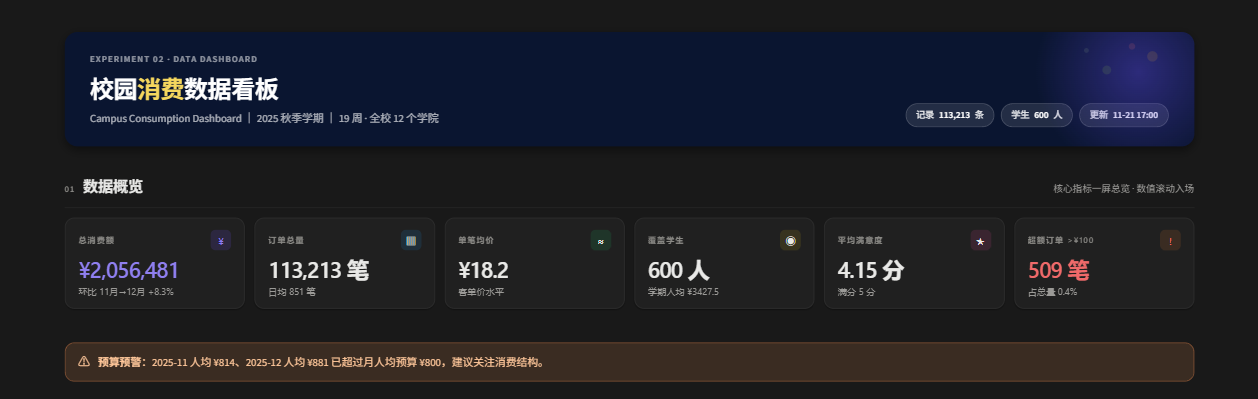 EXPERIMENT 02 · DATA DASHBOARD
校园消费数据看板
Campus Consumption Dashboard | 2025 秋季学期 | 19 周 · 全校 12 个学院
记录 113,213 条
学生 600 人
更新 11-21 17:00
01 数据概览
核心指标一屏总览 · 数值滚动入场
总消费额 ¥
¥2,056,481
环比 11月→12月 +8.3%
订单总量
113,213 笔
日均 851 笔
单笔均价 ≈
¥18.2
客单价水平
覆盖学生
600 人
学期人均 ¥3427.5
平均满意度 ★
4.15 分
满分 5 分
超额订单 >¥100 !
509 笔
占总量 0.4%
预算预警：2025-11 人均 ¥814、2025-12 人均 ¥881 已超过月人均预算 ¥800，建议关注消费结构。